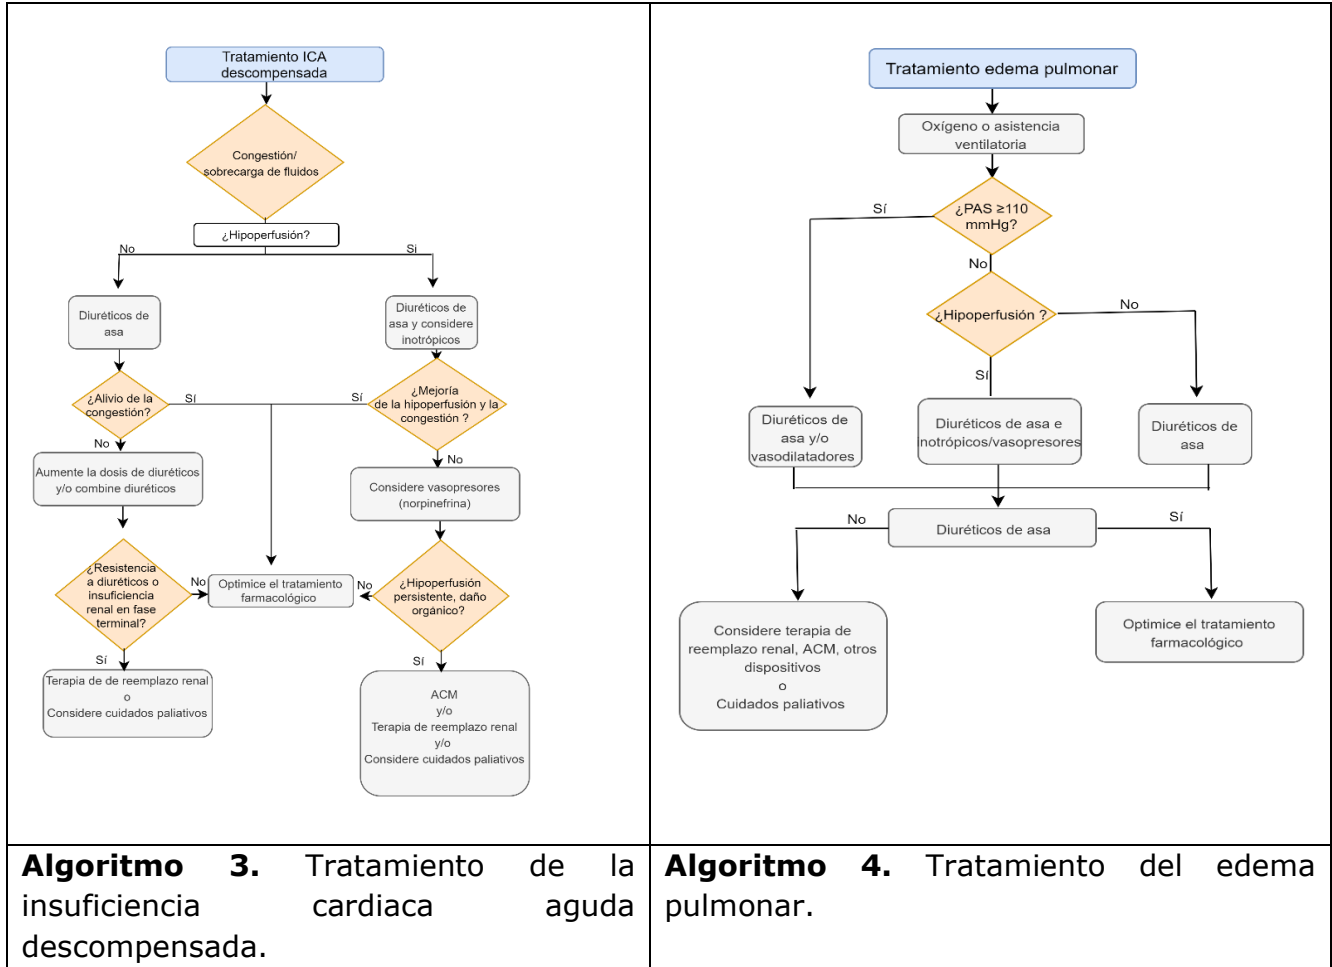 Tratamiento ICA
descompensada
Congestión/
sobrecarga de fluidos
¿Hipoperfusión?
No
Si
Diuréticos de
asa
Diuréticos de
asa y considere
inotrópicos
¿Alivio de la
congestión?
Sí
Sí
¿Mejoría
de la hipoperfusión y la
congestión ?
No
No
Aumente la dosis de diuréticos
y/o combine diuréticos
Considere vasopresores
(norpinefrina)
¿Resistencia
a diuréticos o
insuficiencia
renal en fase
terminal?
No
Optimice el tratamiento
farmacológico
No
¿Hipoperfusión
persistente, daño
orgánico?
Sí
Sí
Terapia de de reemplazo renal
o
Considere cuidados paliativos
ACM
y/o
Terapia de reemplazo renal
y/o
Considere cuidados paliativos
Algoritmo 3. Tratamiento de la
insuficiencia cardiaca aguda
descompensada.
Tratamiento edema pulmonar
Oxígeno o asistencia
ventilatoria
¿PAS ≥110
mmHg?
Sí
No
¿Hipoperfusión ?
No
Sí
Diuréticos de
asa y/o
vasodilatadores
Diuréticos de asa e
inotrópicos/vasopresores
Diuréticos de
asa
No
Diuréticos de asa
Sí
Considere terapia de
reemplazo renal, ACM, otros
dispositivos
o
Cuidados paliativos
Optimice el tratamiento
farmacológico
Algoritmo 4. Tratamiento del edema
pulmonar.